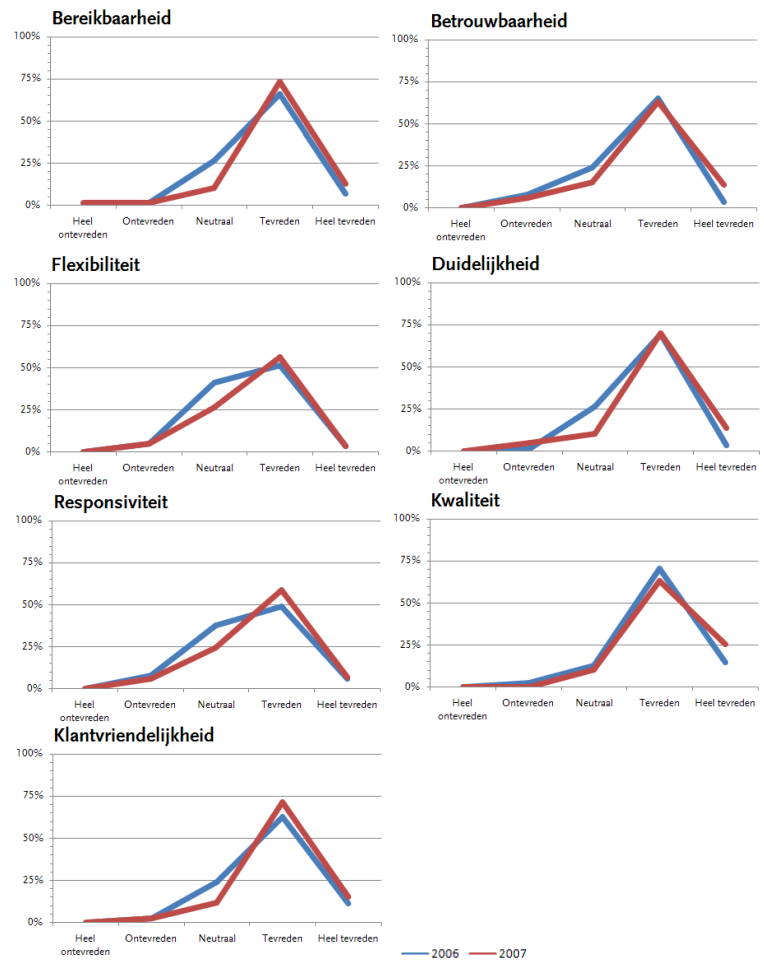 Bereikbaarheid
100%
75%
50%
25%
0%
Heel ontevreden
Ontevreden
Neutraal
Tevreden
Heel tevreden
Betrouwbaarheid
100%
75%
50%
25%
0%
Heel ontevreden
Ontevreden
Neutraal
Tevreden
Heel tevreden
Flexibiliteit
100%
75%
50%
25%
0%
Heel ontevreden
Ontevreden
Neutraal
Tevreden
Heel tevreden
Duidelijkheid
100%
75%
50%
25%
0%
Heel ontevreden
Ontevreden
Neutraal
Tevreden
Heel tevreden
Responsiviteit
100%
75%
50%
25%
0%
Heel ontevreden
Ontevreden
Neutraal
Tevreden
Heel tevreden
Kwaliteit
100%
75%
50%
25%
0%
Heel ontevreden
Ontevreden
Neutraal
Tevreden
Heel tevreden
Klantvriendelijkheid
100%
75%
50%
25%
0%
Heel ontevreden
Ontevreden
Neutraal
Tevreden
Heel tevreden
2006 2007